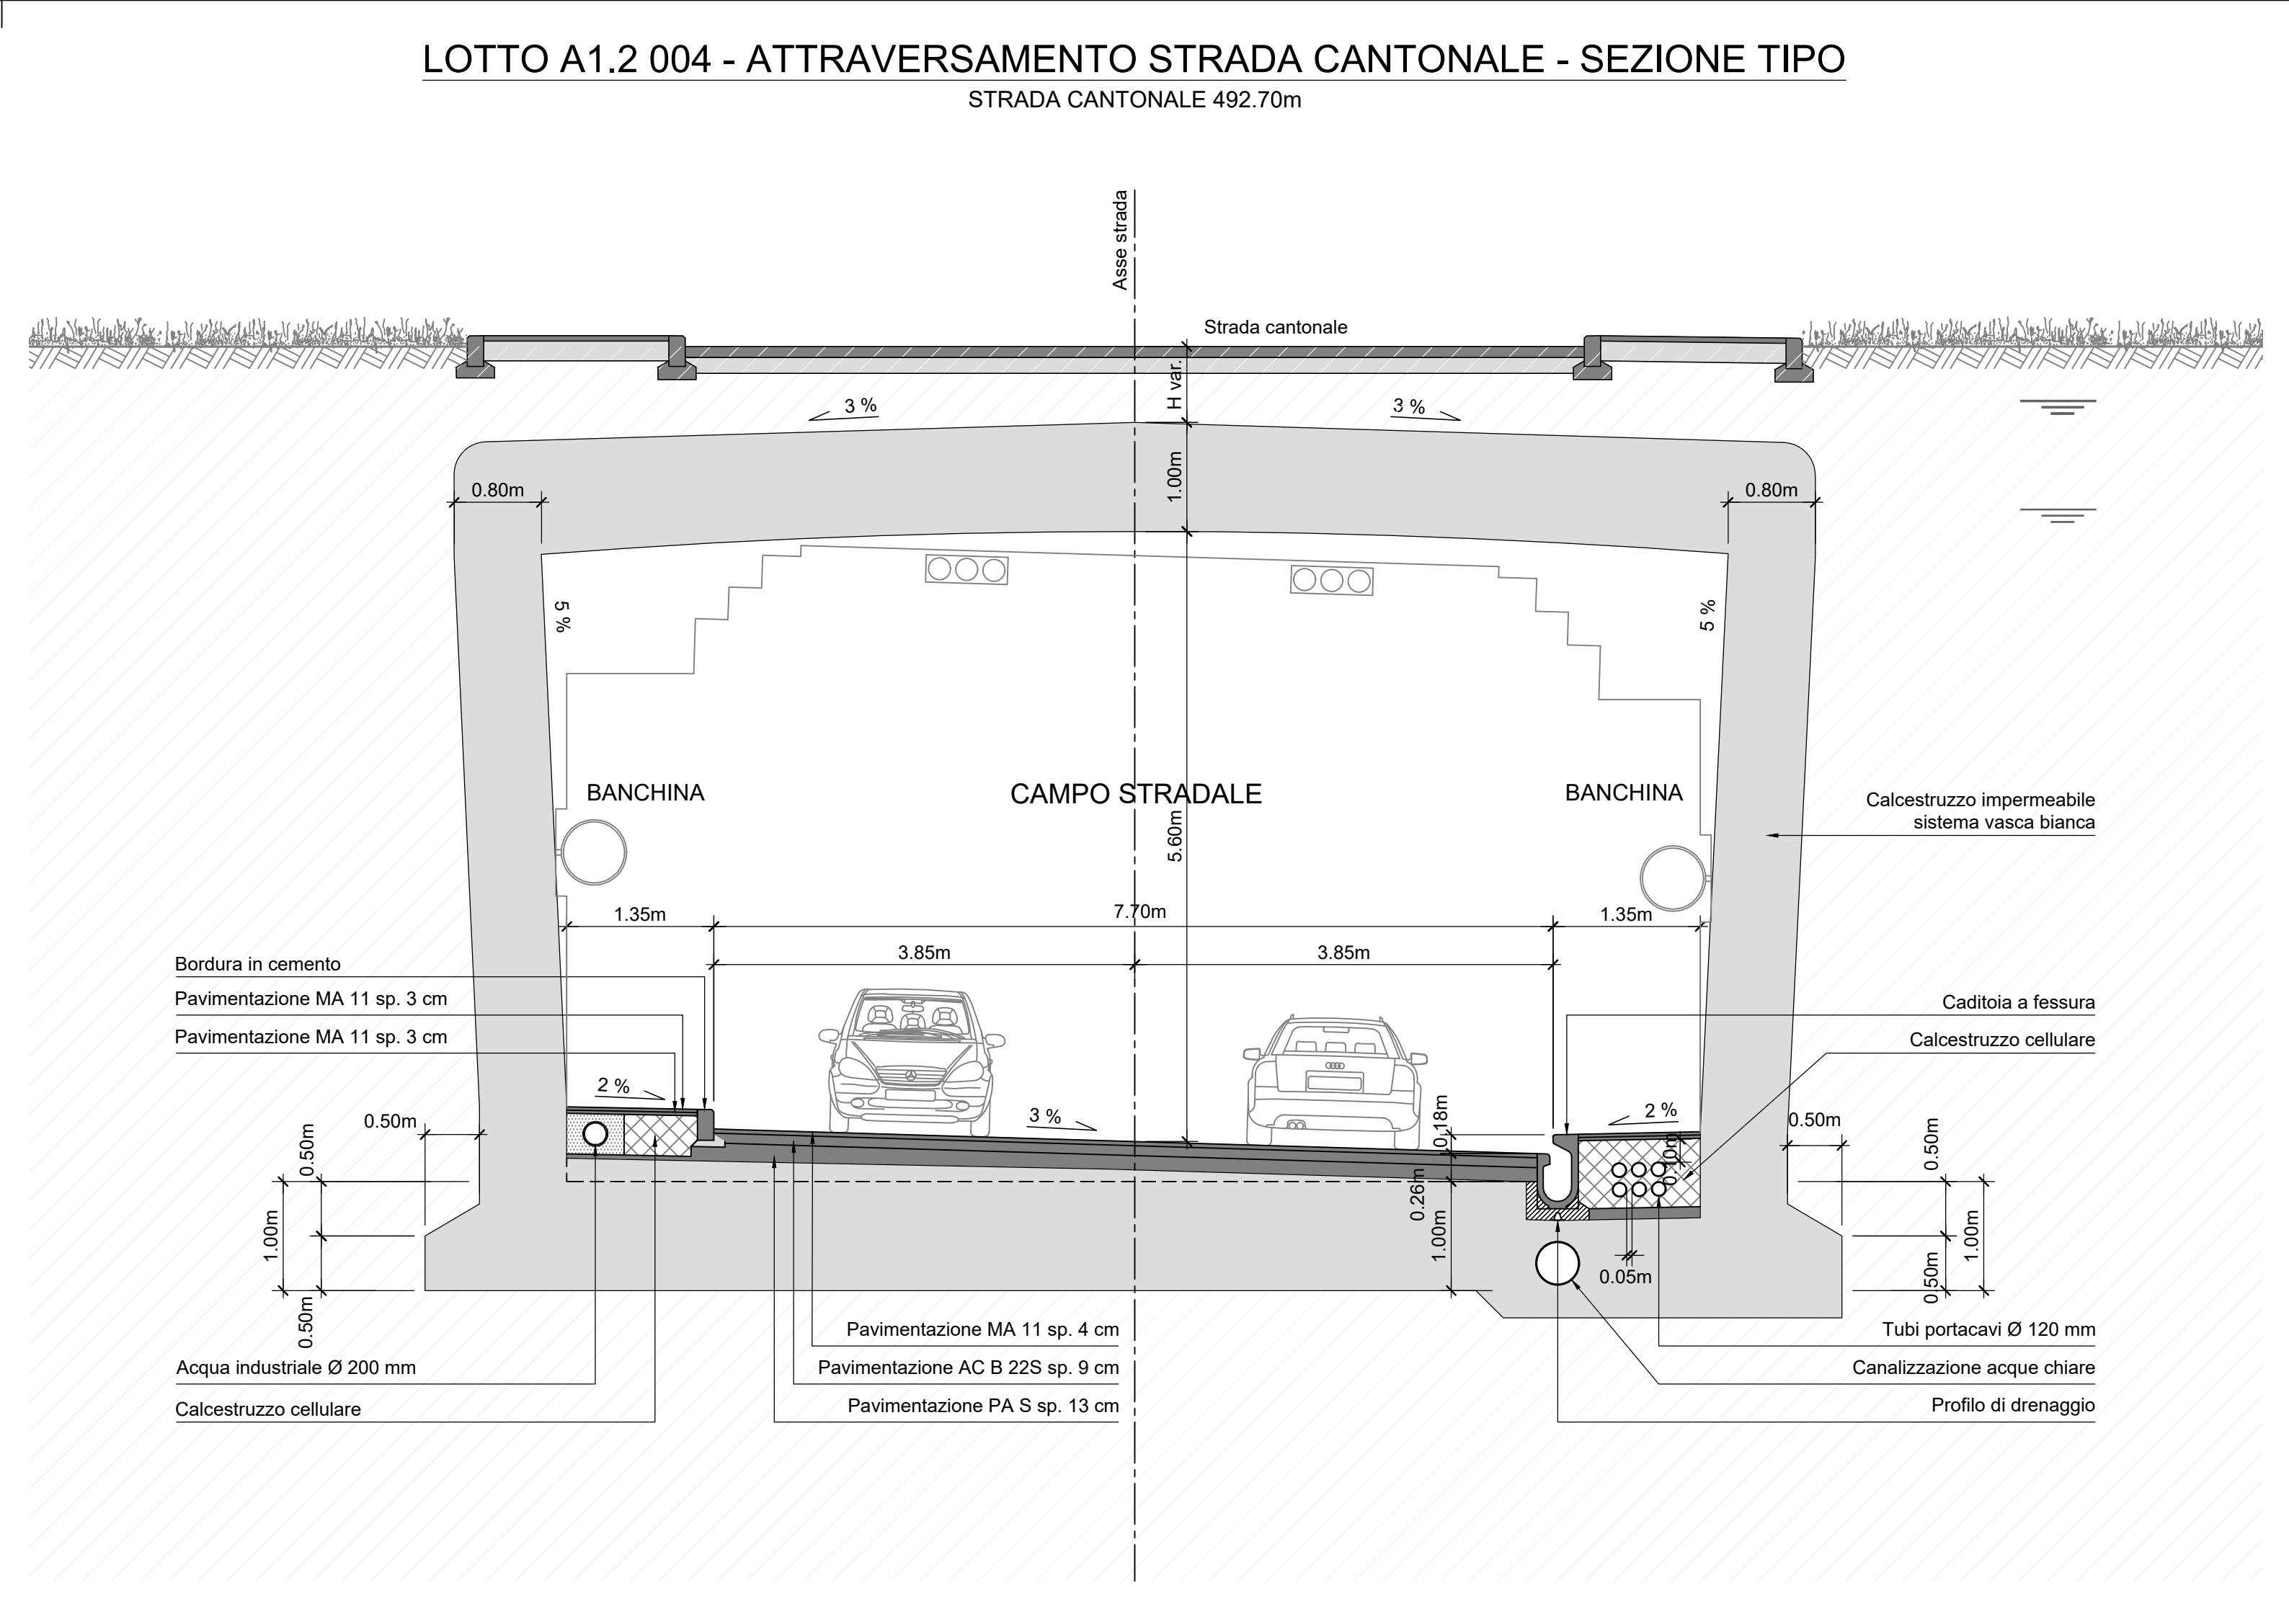 LOTTO A1.2 004 - ATTRAVERSAMENTO STRADA CANTONALE - SEZIONE TIPO
STRADA CANTONALE 492.70m
Asse strada
Strada cantonale
H var.
3 %
3 %
1.00m
0.80m
0.80m
5 %
5 %
BANCHINA
CAMPO STRADALE
BANCHINA
Calcestruzzo impermeabile
sistema vasca bianca
5.60m
1.35m
7.70m
1.35m
3.85m
3.85m
Bordura in cemento
Pavimentazione MA 11 sp. 3 cm
Pavimentazione MA 11 sp. 3 cm
Caditoia a fessura
Calcestruzzo cellulare
2 %
3 %
2 %
0.18m
0.10m
0.26m
1.00m
0.50m
0.50m
0.50m
1.00m
0.50m
0.50m
0.50m
1.00m
0.05m
Pavimentazione MA 11 sp. 4 cm
Pavimentazione AC B 22S sp. 9 cm
Pavimentazione PA S sp. 13 cm
Acqua industriale Ø 200 mm
Calcestruzzo cellulare
Tubi portacavi Ø 120 mm
Canalizzazione acque chiare
Profilo di drenaggio